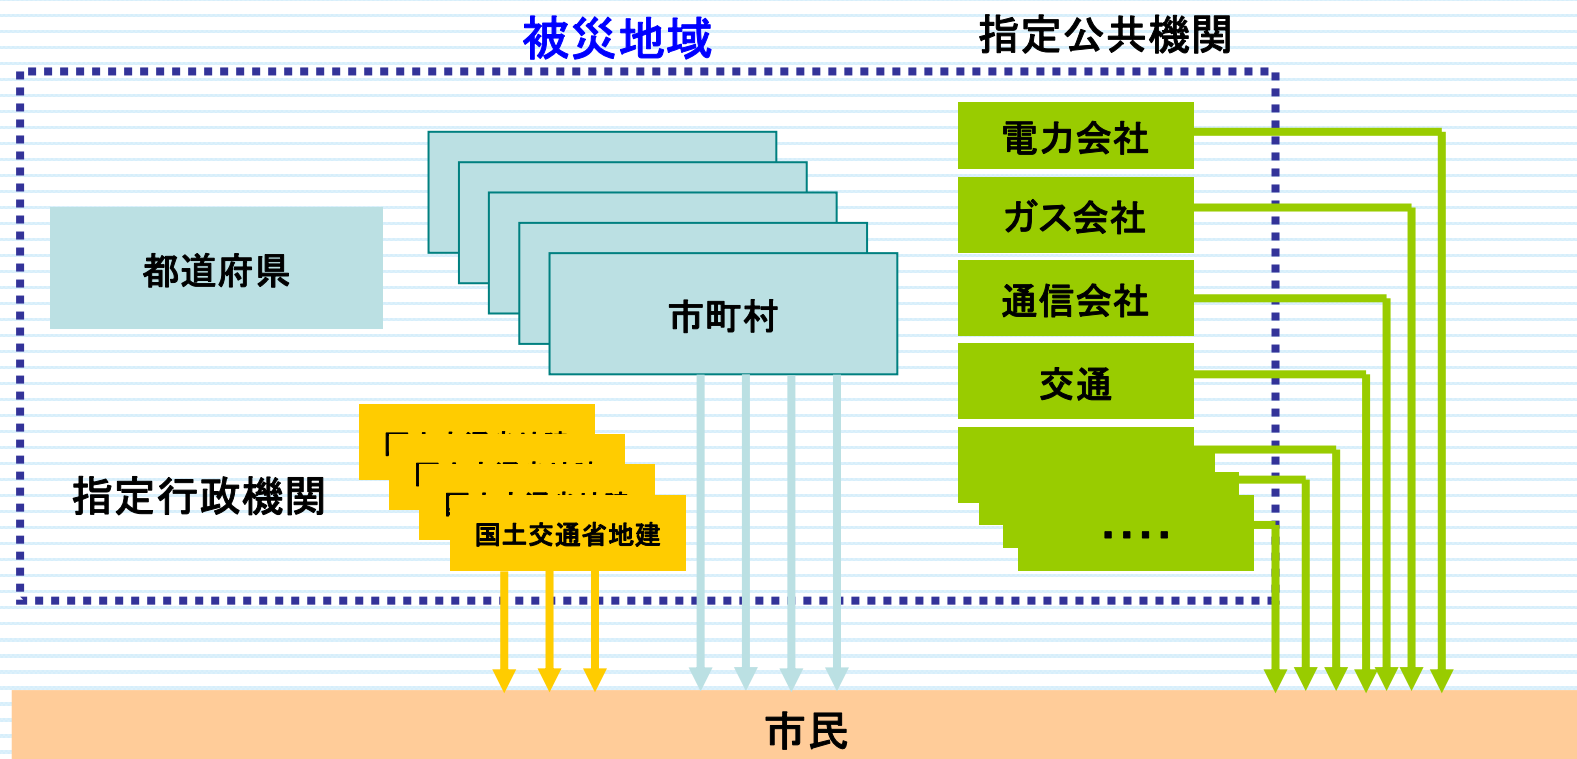 被災地域
指定公共機関
電力会社
ガス会社
通信会社
交通
・・・・
都道府県
市町村
指定行政機関
国土交通省地建
市民